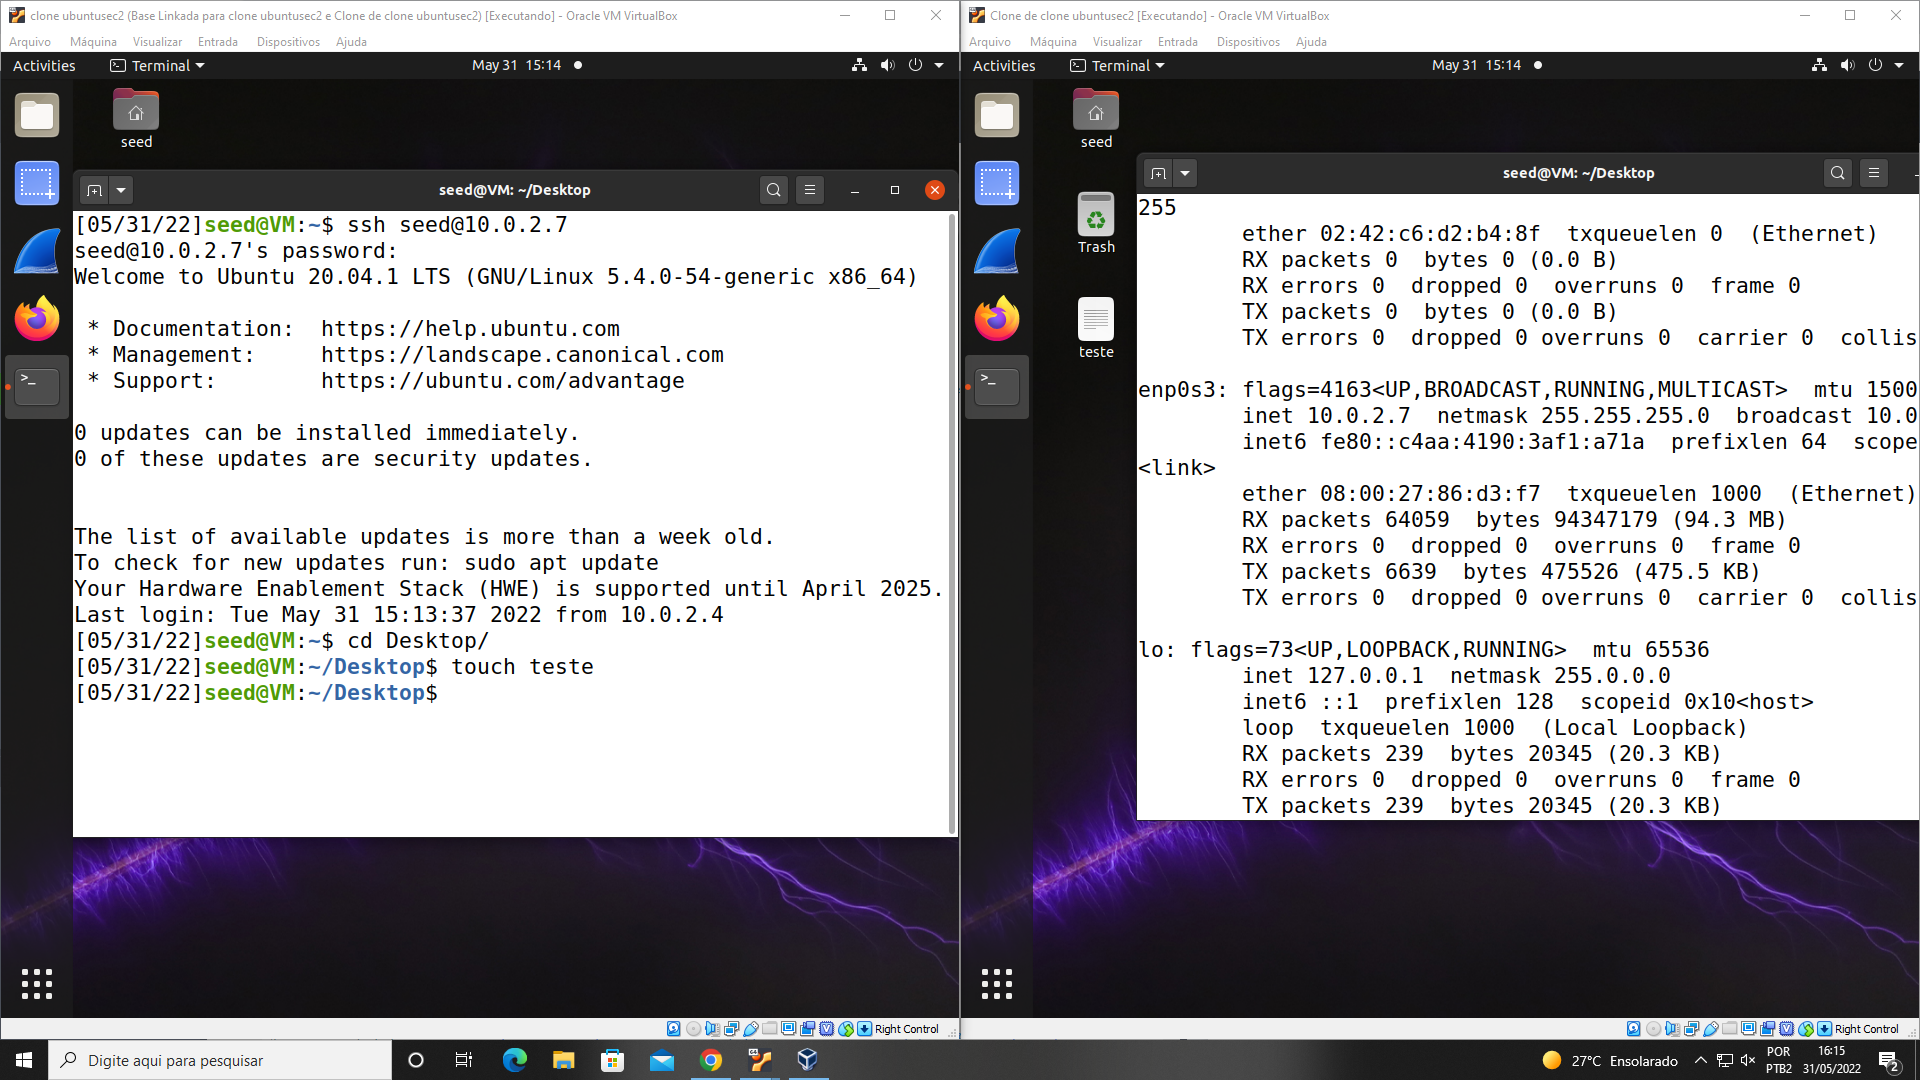 clone ubuntusec2 (Base Linkada para clone ubuntusec2 e Clone de clone ubuntusec2) [Executando] - Oracle VM VirtualBox
Arquivo Máquina Visualizar Entrada Dispositivos Ajuda
Activities Terminal May 31 15:14
seed
seed@VM: ~/Desktop
[05/31/22]seed@VM:~$ ssh seed@10.0.2.7
seed@10.0.2.7's password:
Welcome to Ubuntu 20.04.1 LTS (GNU/Linux 5.4.0-54-generic x86_64)
* Documentation: https://help.ubuntu.com
* Management: https://landscape.canonical.com
* Support: https://ubuntu.com/advantage
0 updates can be installed immediately.
0 of these updates are security updates.
The list of available updates is more than a week old.
To check for new updates run: sudo apt update
Your Hardware Enablement Stack (HWE) is supported until April 2025.
Last login: Tue May 31 15:13:37 2022 from 10.0.2.4
[05/31/22]seed@VM:~$ cd Desktop/
[05/31/22]seed@VM:~/Desktop$ touch teste
[05/31/22]seed@VM:~/Desktop$
Right Control
Clone de clone ubuntusec2 [Executando] - Oracle VM VirtualBox
Arquivo Máquina Visualizar Entrada Dispositivos Ajuda
Activities Terminal May 31 15:14
seed
Trash
teste
seed@VM: ~/Desktop
255
ether 02:42:c6:d2:b4:8f txqueuelen 0 (Ethernet)
RX packets 0 bytes 0 (0.0 B)
RX errors 0 dropped 0 overruns 0 frame 0
TX packets 0 bytes 0 (0.0 B)
TX errors 0 dropped 0 overruns 0 carrier 0 collis
enp0s3: flags=4163<UP,BROADCAST,RUNNING,MULTICAST> mtu 1500
inet 10.0.2.7 netmask 255.255.255.0 broadcast 10.0
inet6 fe80::c4aa:4190:3af1:a71a prefixlen 64 scope
<link>
ether 08:00:27:86:d3:f7 txqueuelen 1000 (Ethernet)
RX packets 64059 bytes 94347179 (94.3 MB)
RX errors 0 dropped 0 overruns 0 frame 0
TX packets 6639 bytes 475526 (475.5 KB)
TX errors 0 dropped 0 overruns 0 carrier 0 collis
lo: flags=73<UP,LOOPBACK,RUNNING> mtu 65536
inet 127.0.0.1 netmask 255.0.0.0
inet6 ::1 prefixlen 128 scopeid 0x10<host>
loop txqueuelen 1000 (Local Loopback)
RX packets 239 bytes 20345 (20.3 KB)
RX errors 0 dropped 0 overruns 0 frame 0
TX packets 239 bytes 20345 (20.3 KB)
Right Control
Digite aqui para pesquisar
27°C Ensolarado
POR
PTB2
16:15
31/05/2022
2